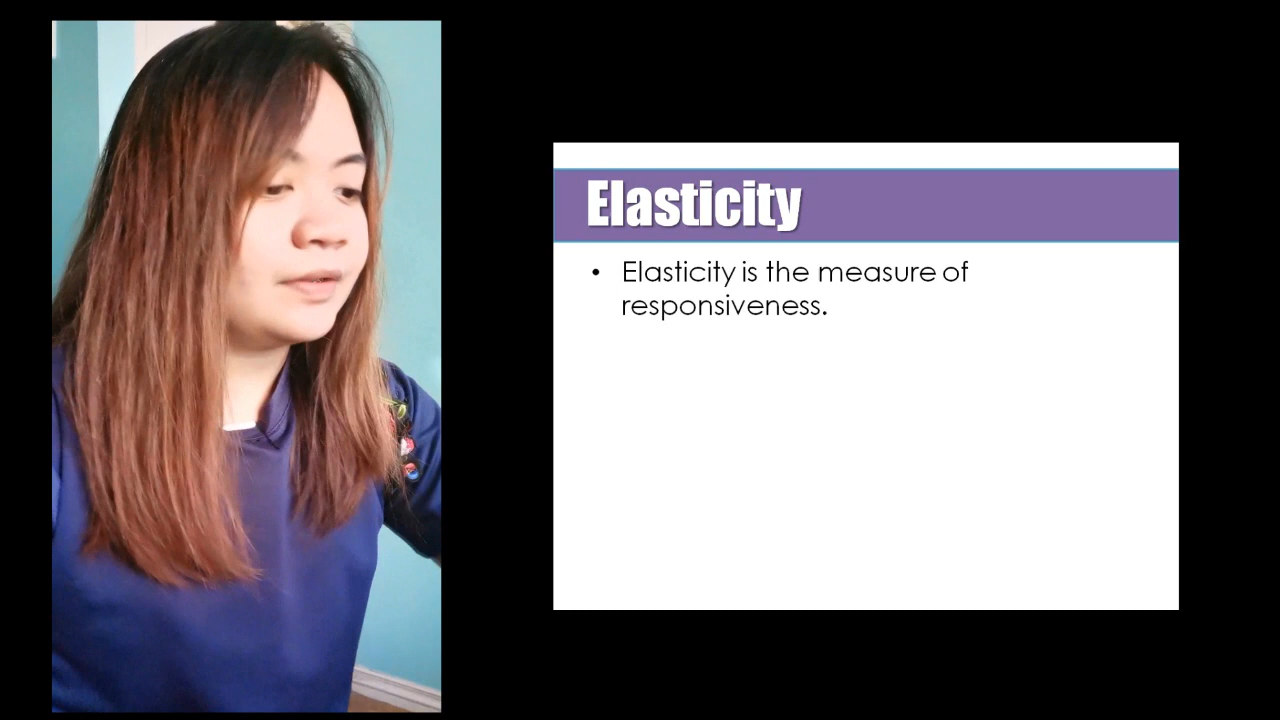 Elasticity
• Elasticity is the measure of
responsiveness.